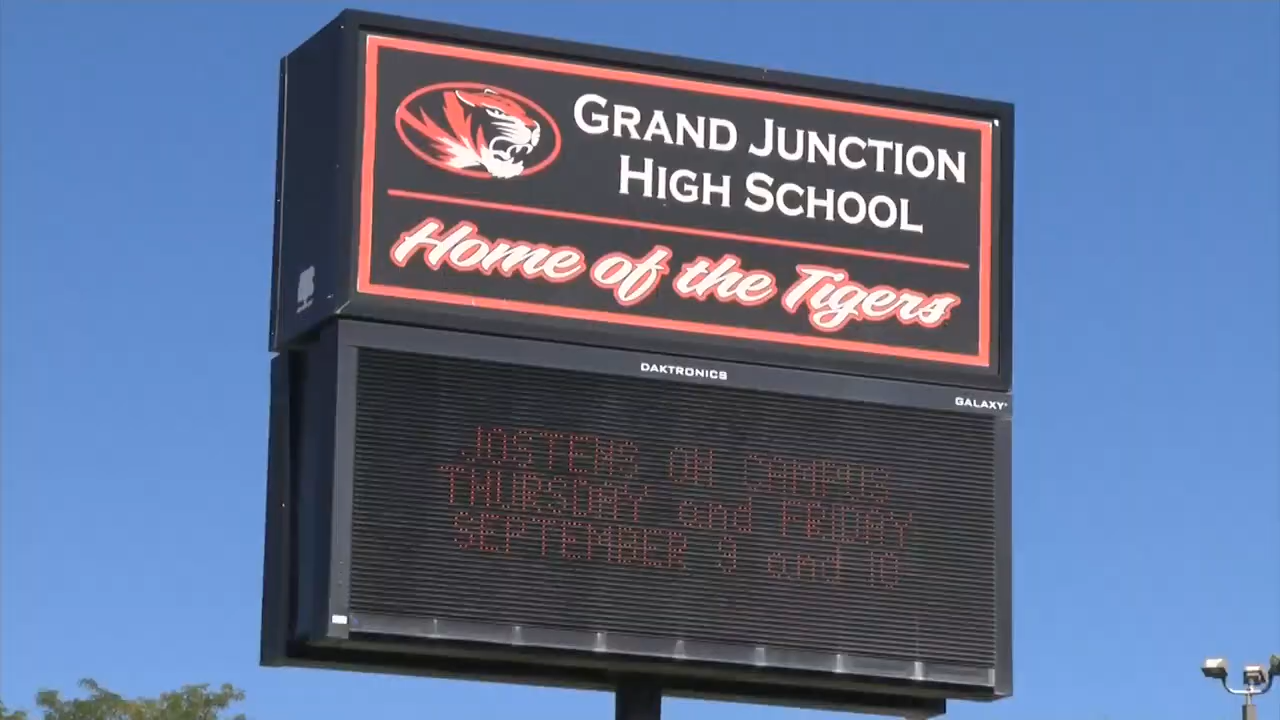 GRAND JUNCTION
HIGH SCHOOL
Home of the Tigers
DAKTRONICS
GALAXY
JOSTENS ON CAMPUS
THURSDAY and FRIDAY
SEPTEMBER 9 and 10